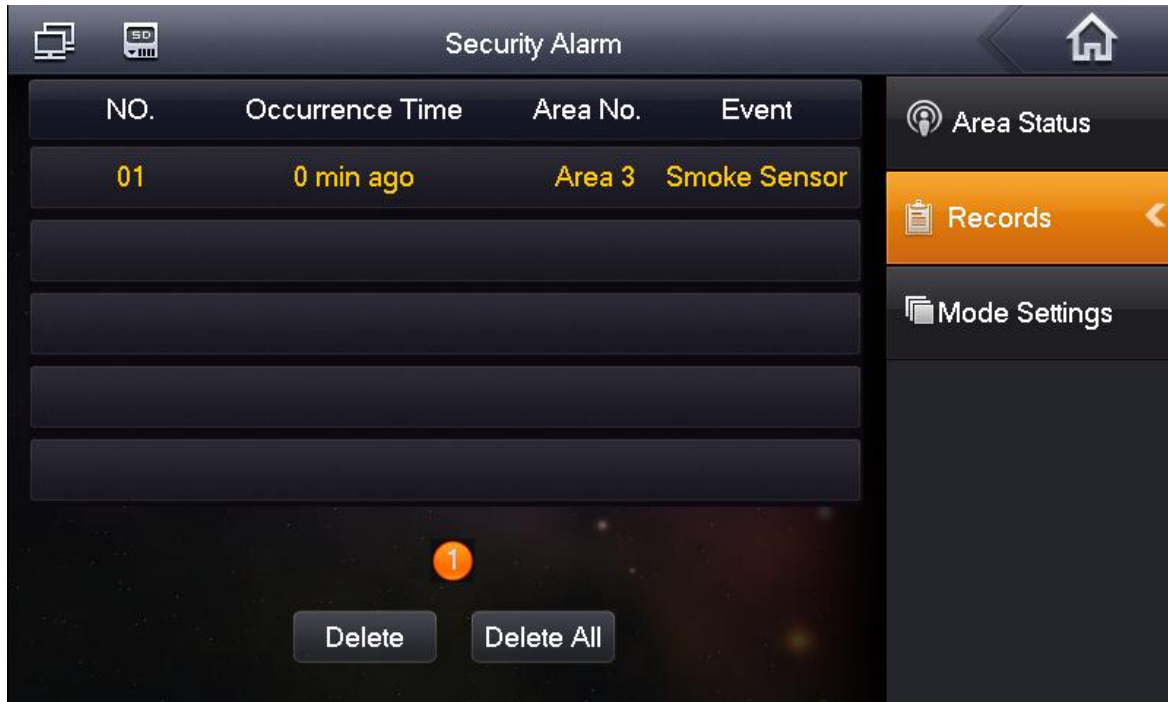 SD
Security Alarm
NO. Occurrence Time Area No. Event
01 0 min ago Area 3 Smoke Sensor
Area Status
Records
Mode Settings
1
Delete Delete All